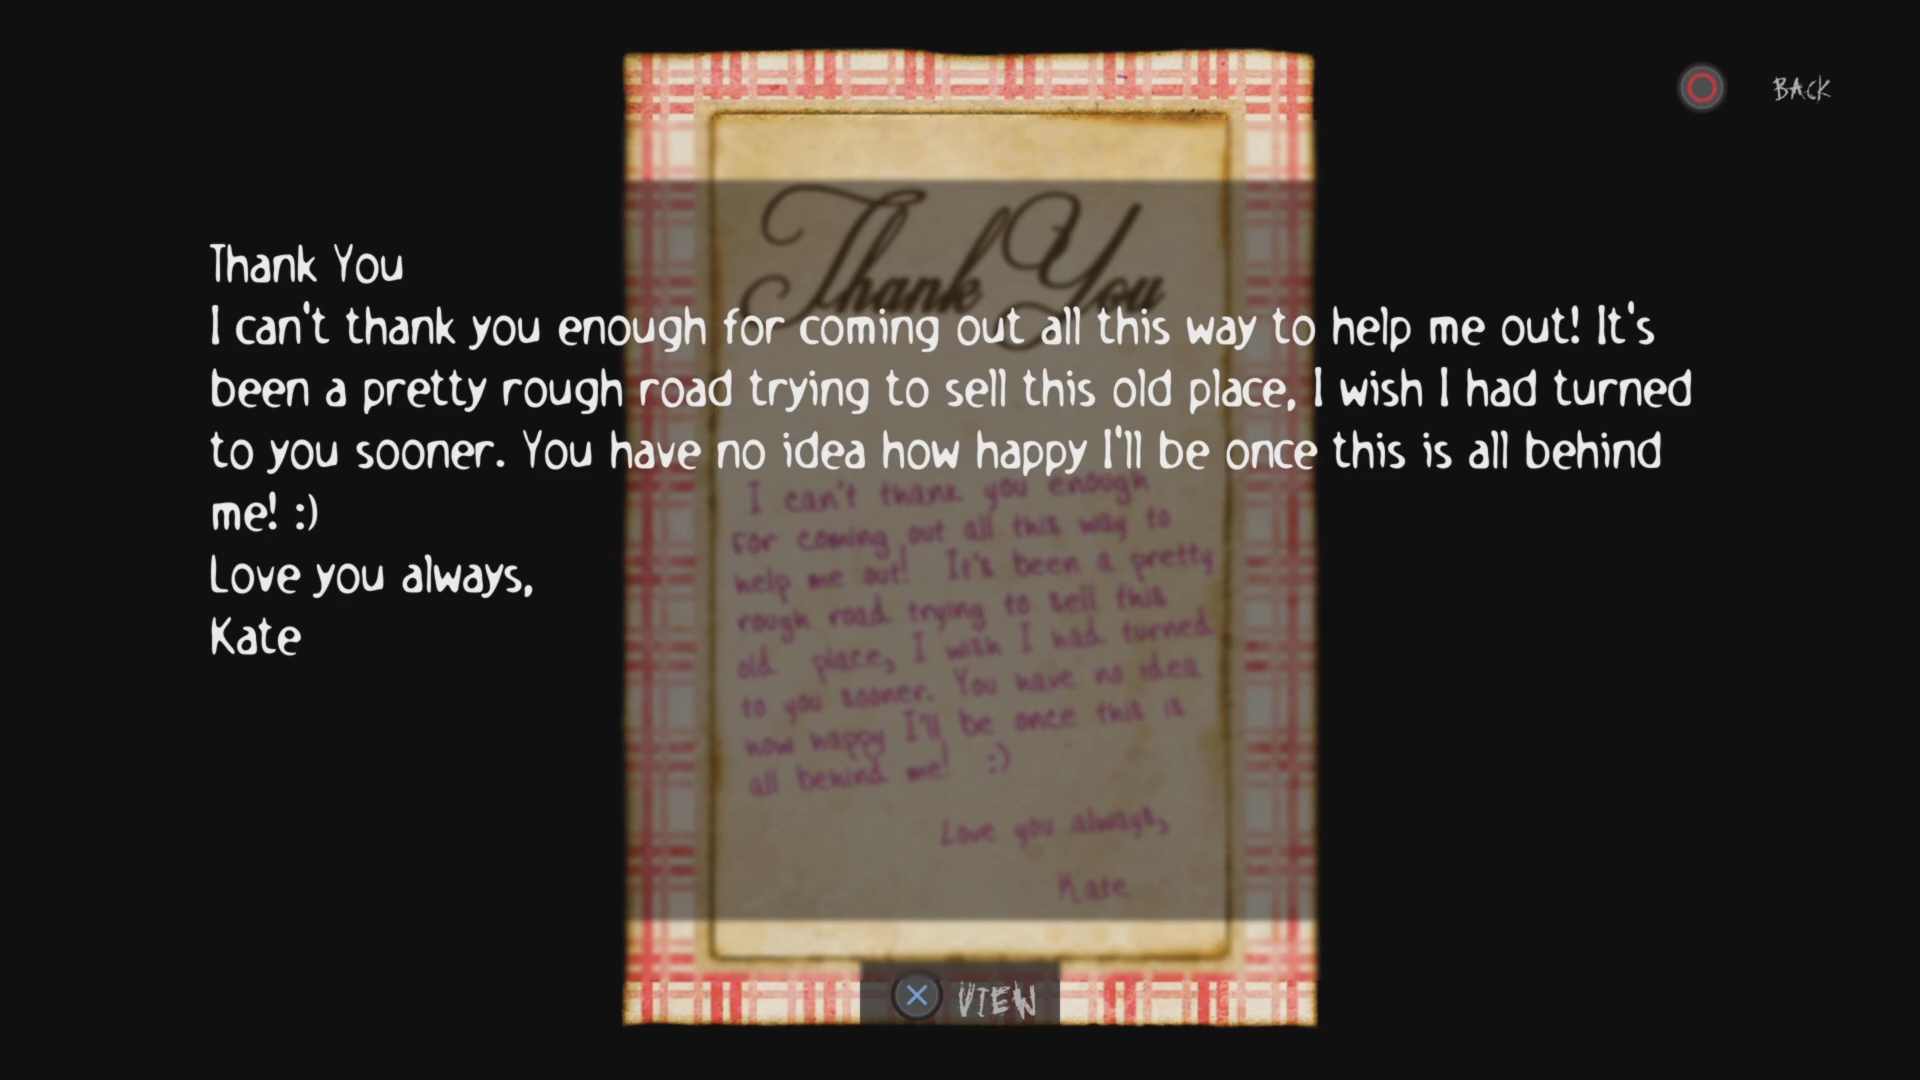 BACK
Thank You
Thank You
I can't thank you enough for coming out all this way to help me out! It's
been a pretty rough road trying to sell this old place, I wish I had turned
to you sooner. You have no idea how happy I'll be once this is all behind
me! :)
Love you always,
Kate
I can't thank you enough
for coming out all this way to
help me out! It's been a pretty
rough road trying to sell this
old place, I wish I had turned
to you sooner. You have no idea
how happy I'll be once this is
all behind me! :)
Love you always,
Kate
VIEW